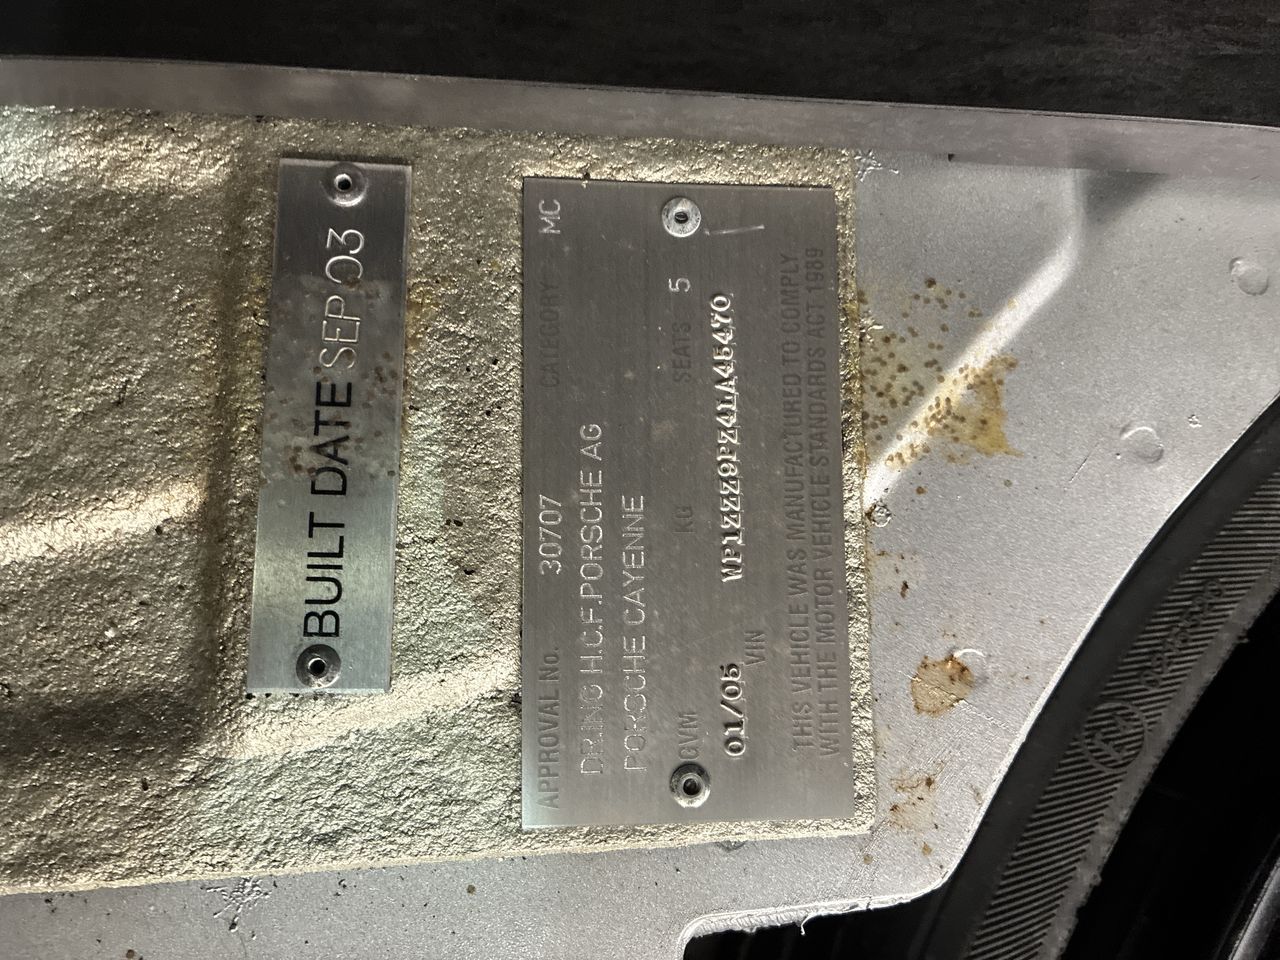 BUILT DATE SEP 03
APPROVAL No. 30707 CATEGORY MC
DR.ING H.C.F.PORSCHE AG
PORSCHE CAYENNE
GVM KG SEATS 5
01/05 VIN WP1ZZZ9PZ4LA45470
THIS VEHICLE WAS MANUFACTURED TO COMPLY
WITH THE MOTOR VEHICLE STANDARDS ACT 1989